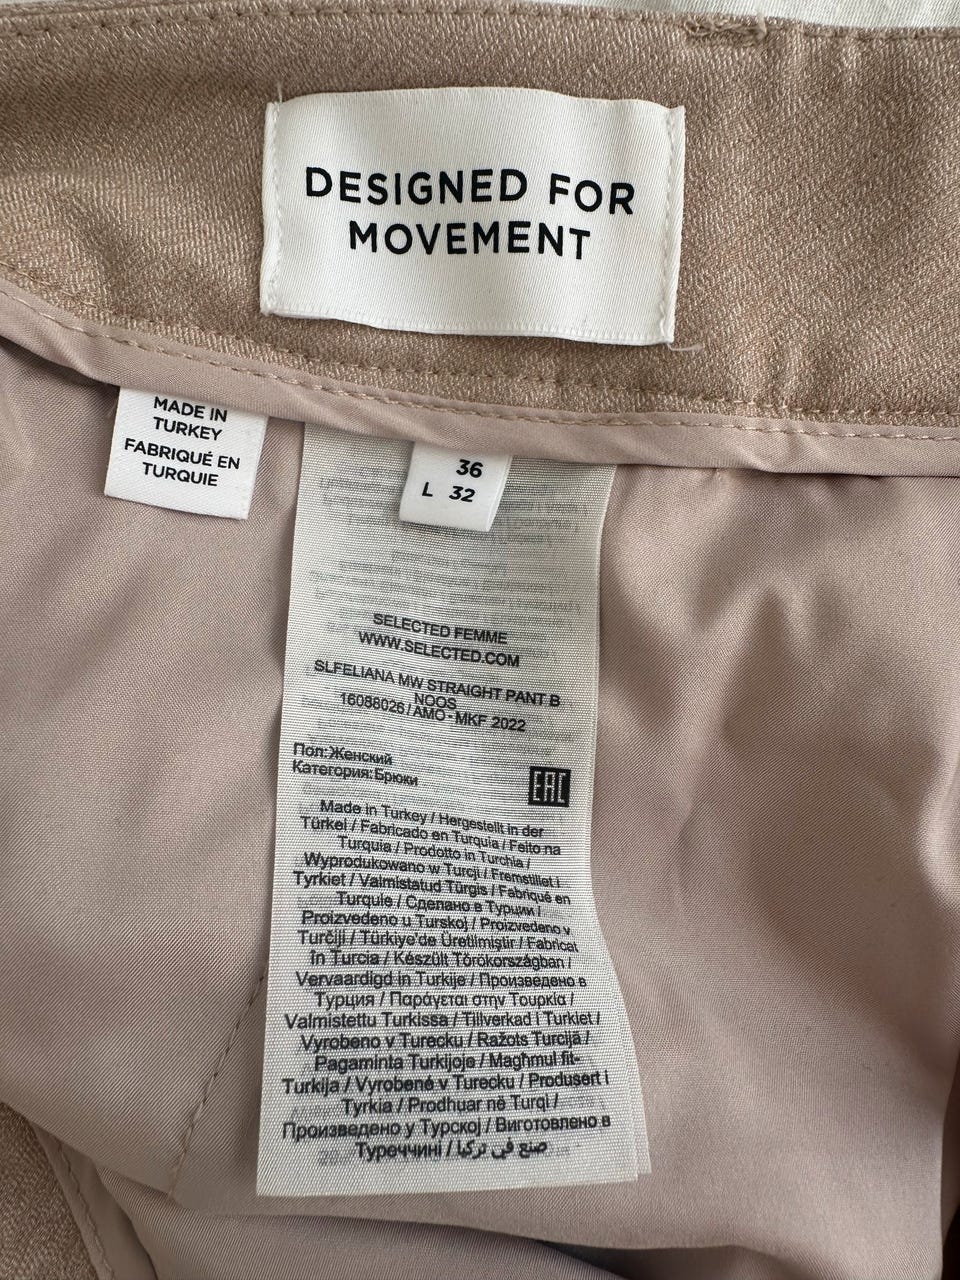 DESIGNED FOR
MOVEMENT
MADE IN
TURKEY
FABRIQUÉ EN
TURQUIE
36
L 32
SELECTED FEMME
WWW.SELECTED.COM
SLFELIANA MW STRAIGHT PANT B
NOOS
16088026 / AMO - MKF 2022
Пол:Женский
Категория:Брюки
EAC
Made in Turkey / Hergestellt in der
Türkei / Fabricado en Turquía / Feito na
Turquia / Prodotto in Turchia /
Wyprodukowano w Turcji / Fremstillet i
Tyrkiet / Valmistatud Türgis / Fabriqué en
Turquie / Сделано в Турции /
Proizvedeno u Turskoj / Proizvedeno v
Turčiji / Türkiye'de Üretilmiştir / Fabricat
în Turcia / Készült Törökországban /
Vervaardigd in Turkije / Произведено в
Турция / Παράγεται στην Τουρκία /
Valmistettu Turkissa / Tillverkad i Turkiet /
Vyrobeno v Turecku / Ražots Turcijā /
Pagaminta Turkijoje / Magħmul fit-
Turkija / Vyrobené v Turecku / Produsert i
Tyrkia / Prodhuar në Turqi /
Произведено у Турској / Виготовлено в
Туреччині / صنع في تركيا